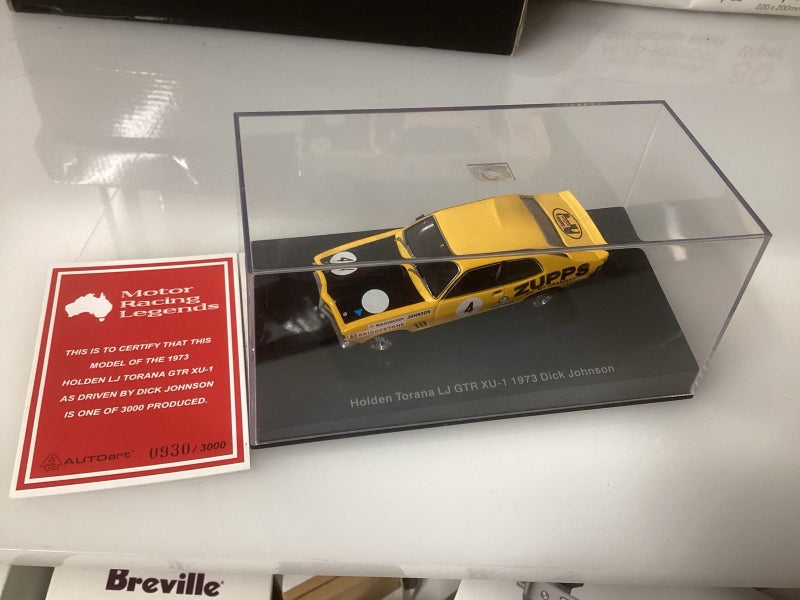 220x200mm
Motor
Racing
Legends
THIS IS TO CERTIFY THAT THIS
MODEL OF THE 1973
HOLDEN LJ TORANA GTR XU-1
AS DRIVEN BY DICK JOHNSON
IS ONE OF 3000 PRODUCED.
AUTOart 0930/3000
4
ZUPPS
4
JOHNSON
BRIDGESTONE
Holden Torana LJ GTR XU-1 1973 Dick Johnson
Breville